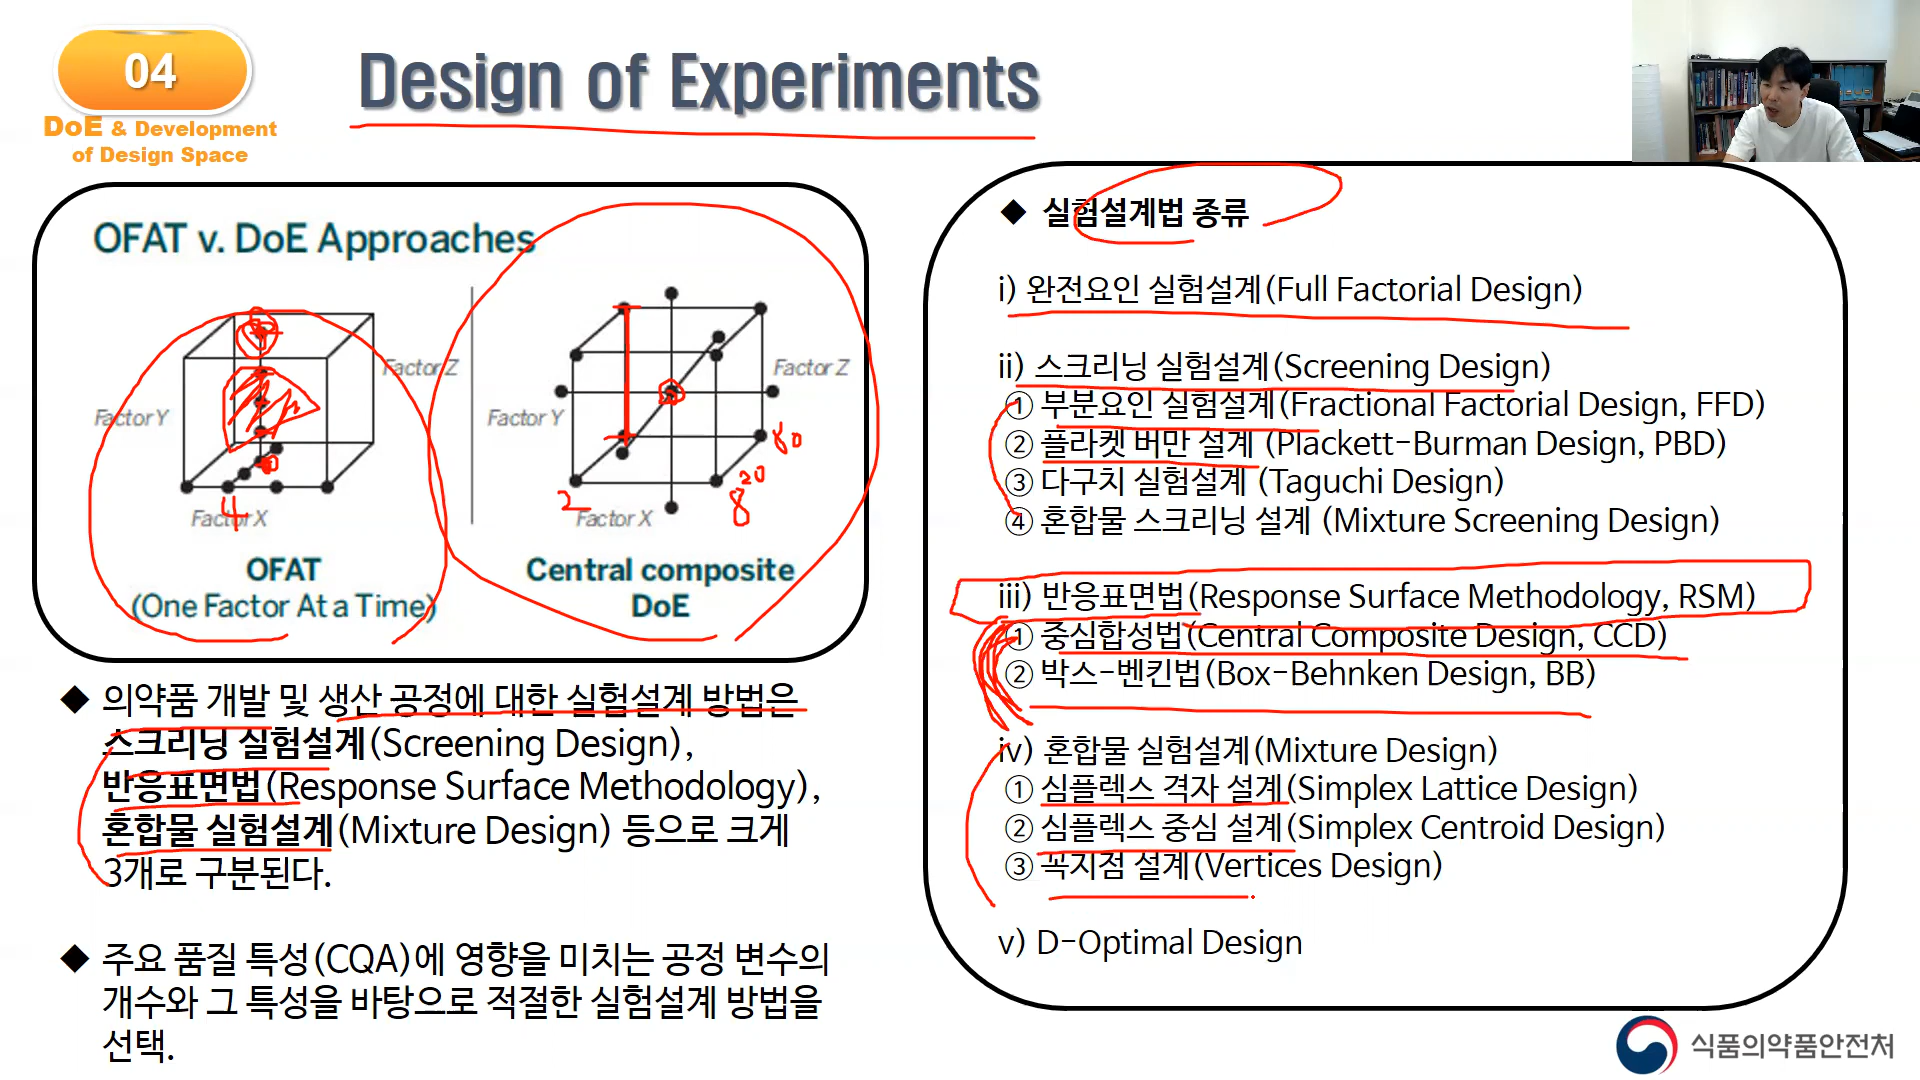 04
DoE & Development
of Design Space
Design of Experiments
OFAT v. DoE Approaches
Factor Z
Factor Y
Factor X
4
OFAT
(One Factor At a Time)
Factor Z
Factor Y
Factor X
2
8
20
80
Central composite
DoE
◆ 의약품 개발 및 생산 공정에 대한 실험설계 방법은
스크리닝 실험설계(Screening Design),
반응표면법(Response Surface Methodology),
혼합물 실험설계(Mixture Design) 등으로 크게
3개로 구분된다.
◆ 주요 품질 특성(CQA)에 영향을 미치는 공정 변수의
개수와 그 특성을 바탕으로 적절한 실험설계 방법을
선택.
◆ 실험설계법 종류
i) 완전요인 실험설계(Full Factorial Design)
ii) 스크리닝 실험설계(Screening Design)
① 부분요인 실험설계(Fractional Factorial Design, FFD)
② 플라켓 버만 설계 (Plackett-Burman Design, PBD)
③ 다구치 실험설계 (Taguchi Design)
④ 혼합물 스크리닝 설계 (Mixture Screening Design)
iii) 반응표면법(Response Surface Methodology, RSM)
① 중심합성법(Central Composite Design, CCD)
② 박스-벤킨법(Box-Behnken Design, BB)
iv) 혼합물 실험설계(Mixture Design)
① 심플렉스 격자 설계(Simplex Lattice Design)
② 심플렉스 중심 설계(Simplex Centroid Design)
③ 꼭지점 설계(Vertices Design)
v) D-Optimal Design
식품의약품안전처